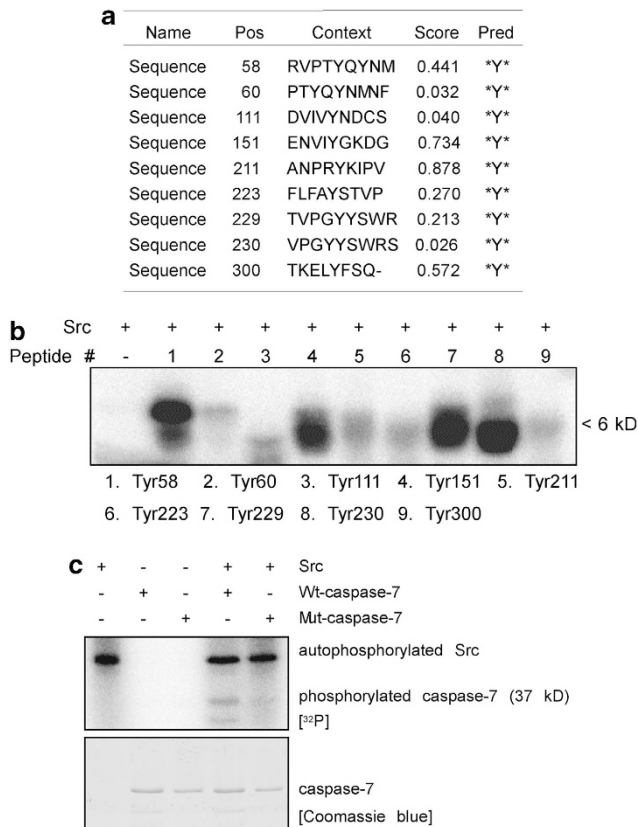 a
Name Pos Context Score Pred
Sequence 58 RVPTYQYNM 0.441 *Y*
Sequence 60 PTYQYNMNF 0.032 *Y*
Sequence 111 DVIVYNDCS 0.040 *Y*
Sequence 151 ENVIYGKDG 0.734 *Y*
Sequence 211 ANPRYKIPV 0.878 *Y*
Sequence 223 FLFAYSTVP 0.270 *Y*
Sequence 229 TVPGYYSWR 0.213 *Y*
Sequence 230 VPGYYSWRS 0.026 *Y*
Sequence 300 TKELYFSQ- 0.572 *Y*
b
Src + + + + + + + + + +
Peptide # - 1 2 3 4 5 6 7 8 9
< 6 kD
1. Tyr58 2. Tyr60 3. Tyr111 4. Tyr151 5. Tyr211
6. Tyr223 7. Tyr229 8. Tyr230 9. Tyr300
c
+ - - + + Src
- + - + - Wt-caspase-7
- - + - + Mut-caspase-7
autophosphorylated Src
phosphorylated caspase-7 (37 kD)
[³²P]
caspase-7
[Coomassie blue]